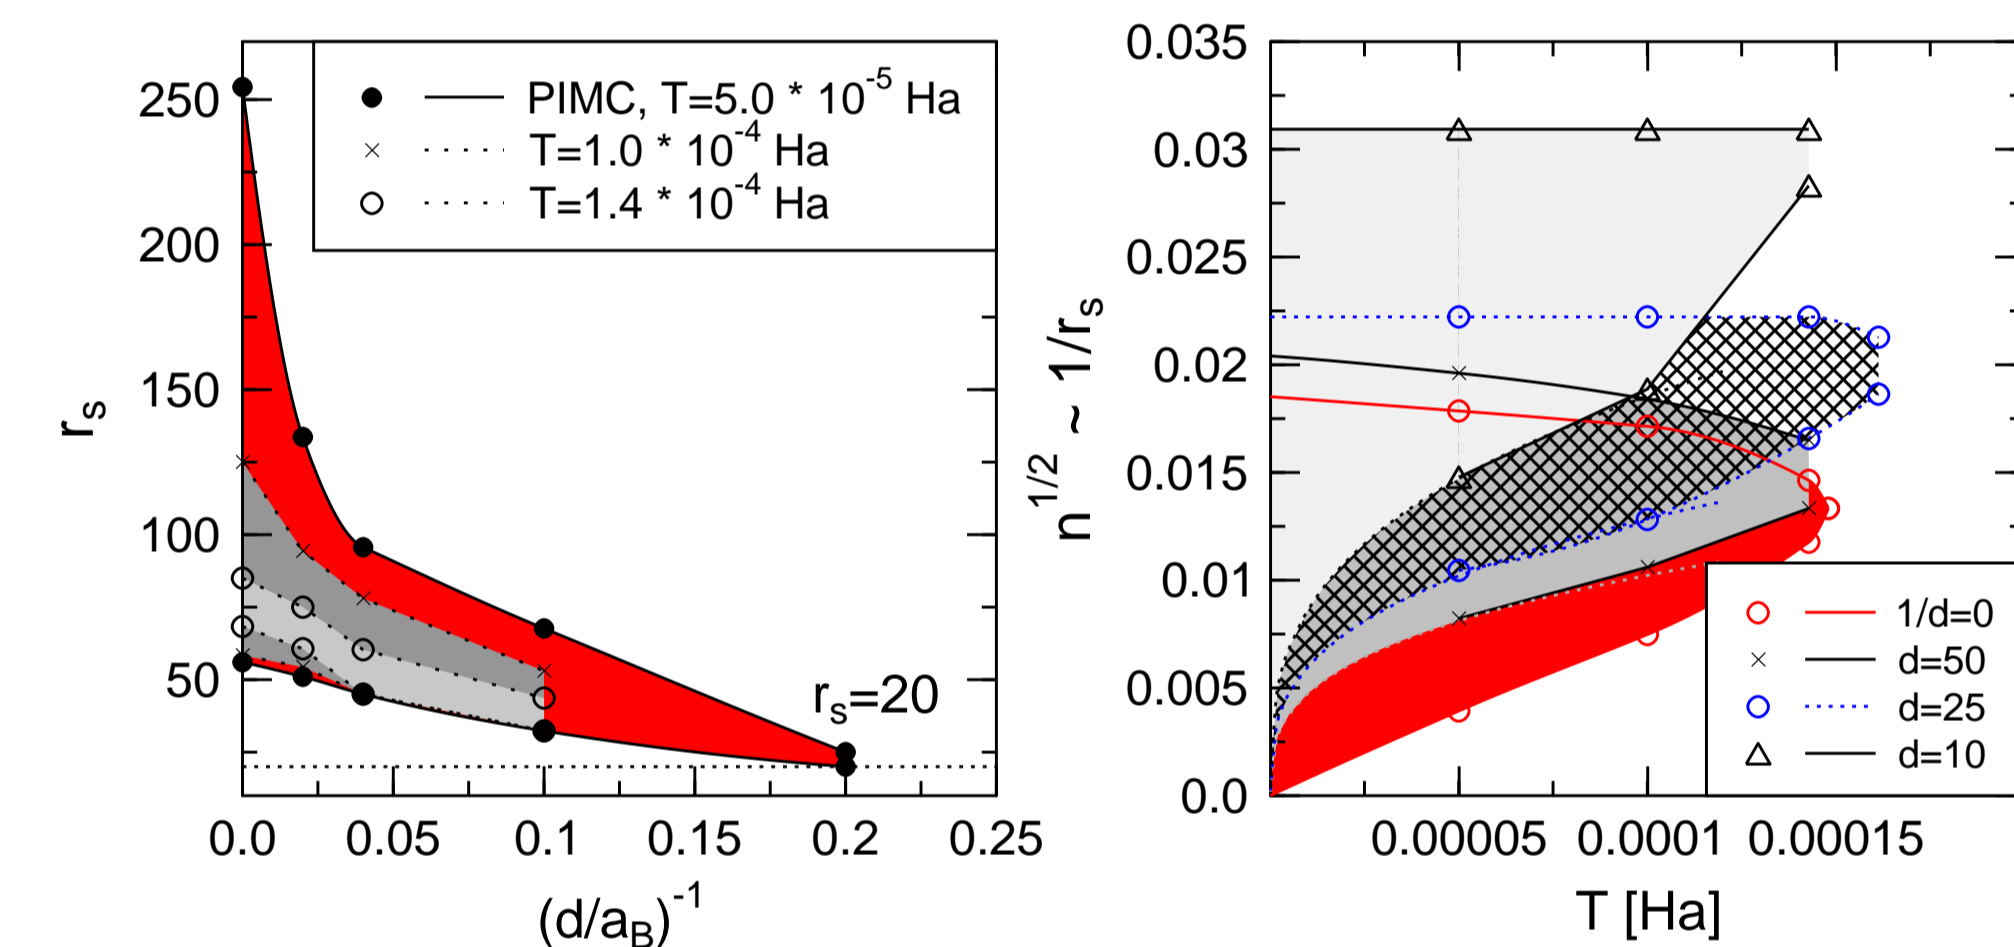 PIMC, T=5.0 * 10^-5 Ha
T=1.0 * 10^-4 Ha
T=1.4 * 10^-4 Ha
250
200
150
100
50
r_s
r_s=20
0.0 0.05 0.1 0.15 0.2 0.25
(d/a_B)^-1
0.035
0.03
0.025
0.02
0.015
0.01
0.005
0.0
n^1/2 ~ 1/r_s
1/d=0
d=50
d=25
d=10
0.00005 0.0001 0.00015
T [Ha]